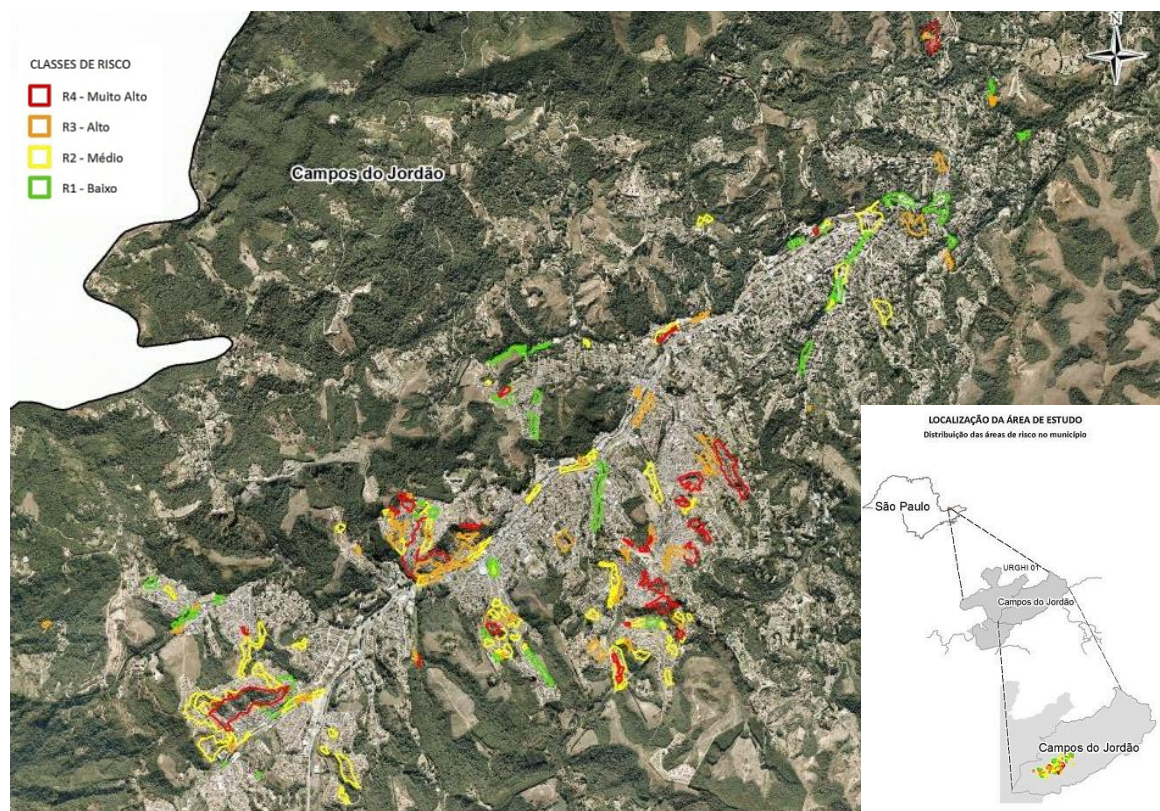 CLASSES DE RISCO
R4 - Muito Alto
R3 - Alto
R2 - Médio
R1 - Baixo
N
Campos do Jordão
LOCALIZAÇÃO DA ÁREA DE ESTUDO
Distribuição das áreas de risco no município
São Paulo
URGHI 01
Campos do Jordão
Campos do Jordão